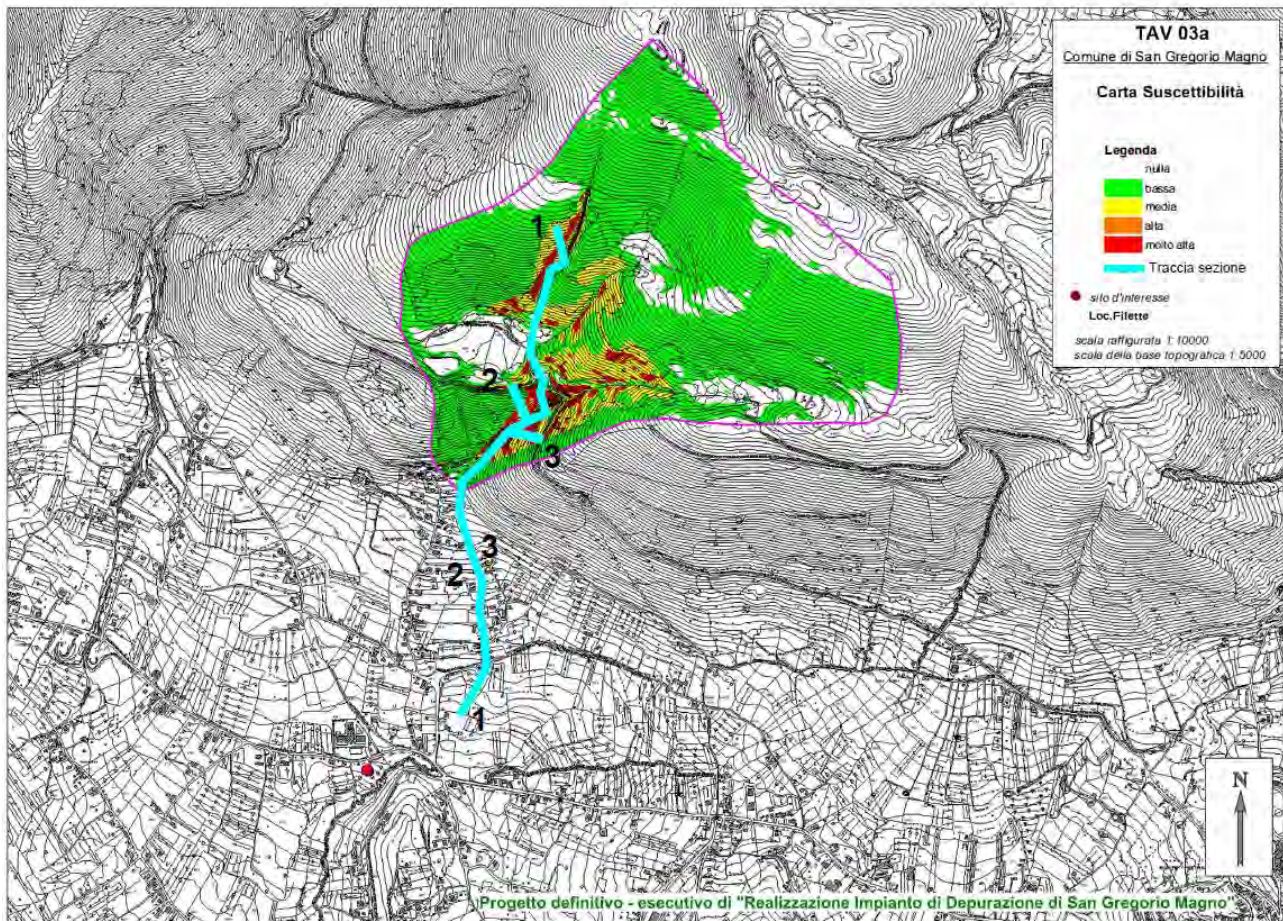 TAV 03a
Comune di San Gregorio Magno
Carta Suscettibilità
Legenda
nulla
bassa
media
alta
molto alta
Traccia sezione
sito d'interesse
Loc.Filette
scala raffigurata 1: 10000
scala della base topografica 1: 5000
1
2
3
3
2
1
N
Progetto definitivo - esecutivo di "Realizzazione Impianto di Depurazione di San Gregorio Magno"